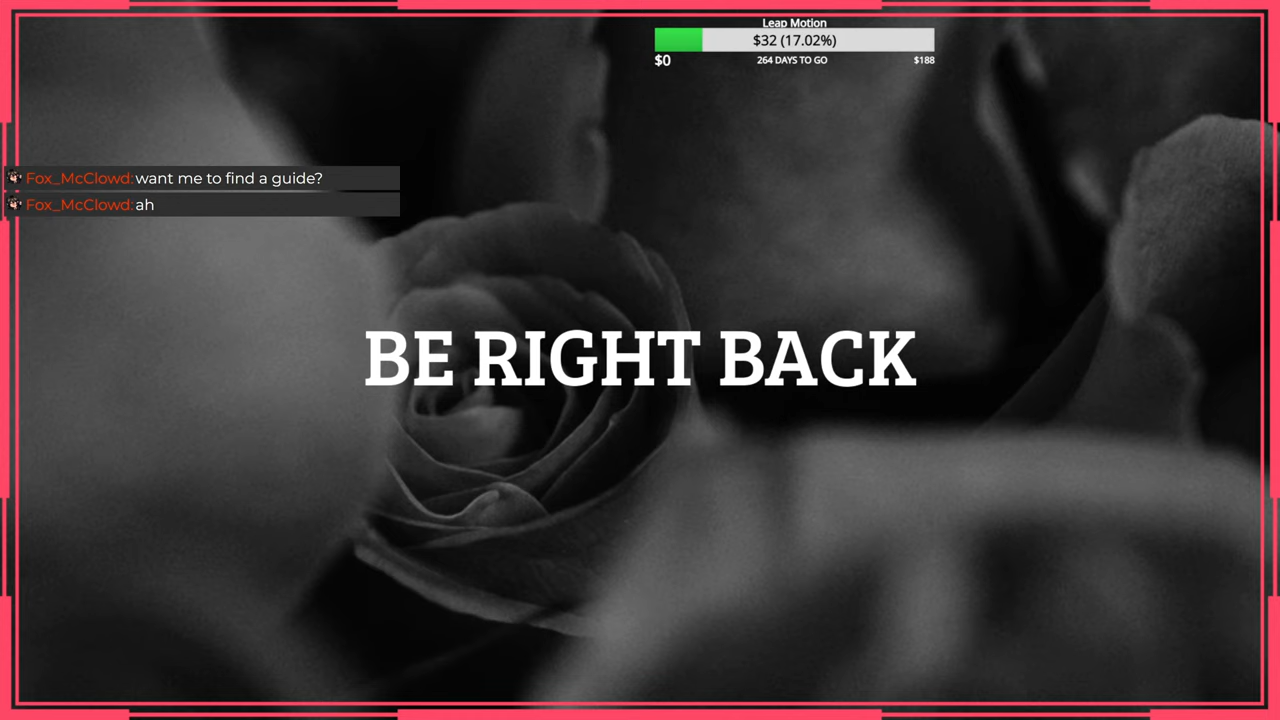 Leap Motion
$32 (17.02%)
$0 264 DAYS TO GO $188
Fox_McClowd: want me to find a guide?
Fox_McClowd: ah
BE RIGHT BACK